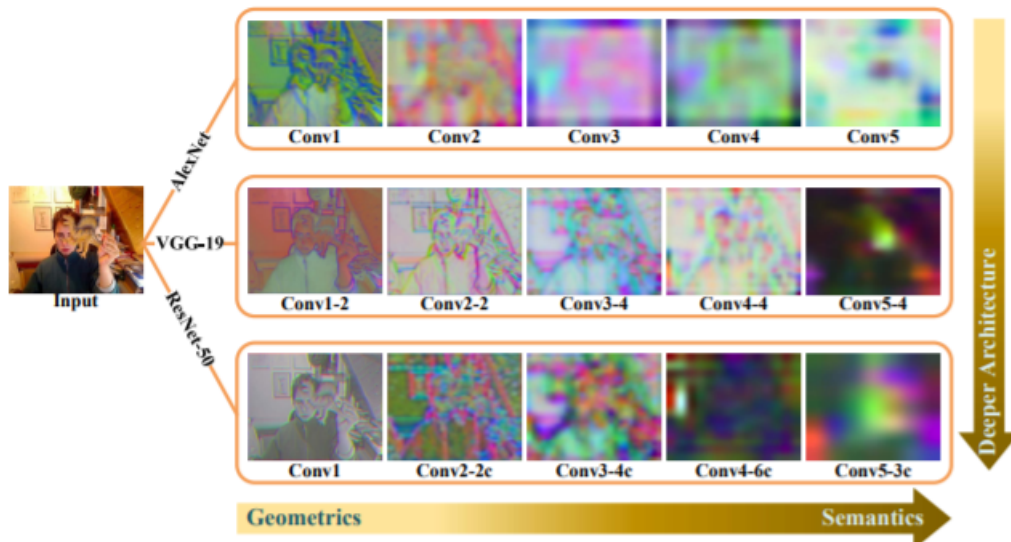 Conv1 Conv2 Conv3 Conv4 Conv5
AlexNet
VGG-19
Input
Conv1-2 Conv2-2 Conv3-4 Conv4-4 Conv5-4
ResNet-50
Conv1 Conv2-2c Conv3-4c Conv4-6c Conv5-3c
Deeper Architecture
Geometrics Semantics